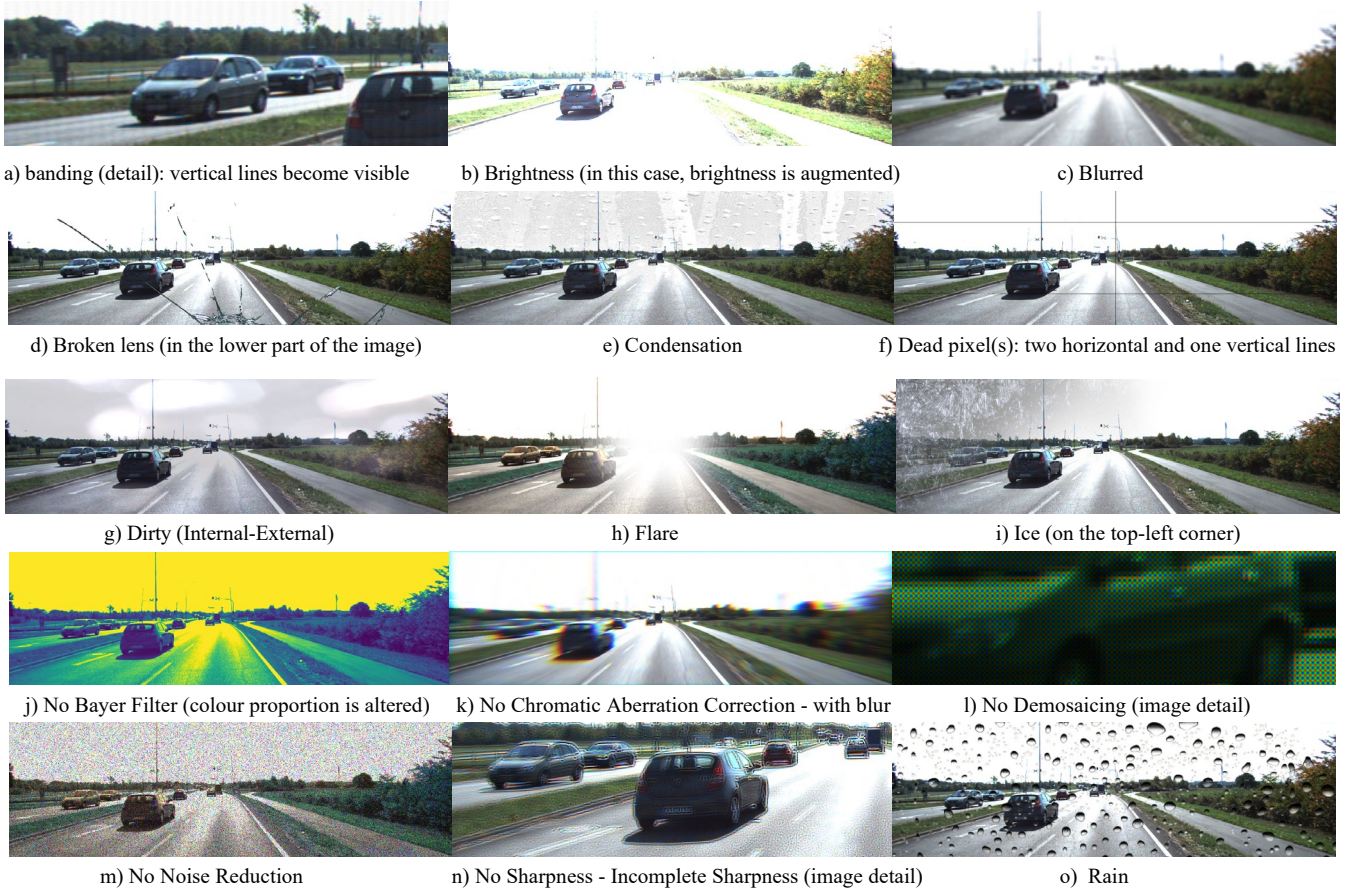 a) banding (detail): vertical lines become visible
b) Brightness (in this case, brightness is augmented)
c) Blurred
d) Broken lens (in the lower part of the image)
e) Condensation
f) Dead pixel(s): two horizontal and one vertical lines
g) Dirty (Internal-External)
h) Flare
i) Ice (on the top-left corner)
j) No Bayer Filter (colour proportion is altered)
k) No Chromatic Aberration Correction - with blur
l) No Demosaicing (image detail)
m) No Noise Reduction
n) No Sharpness - Incomplete Sharpness (image detail)
o) Rain